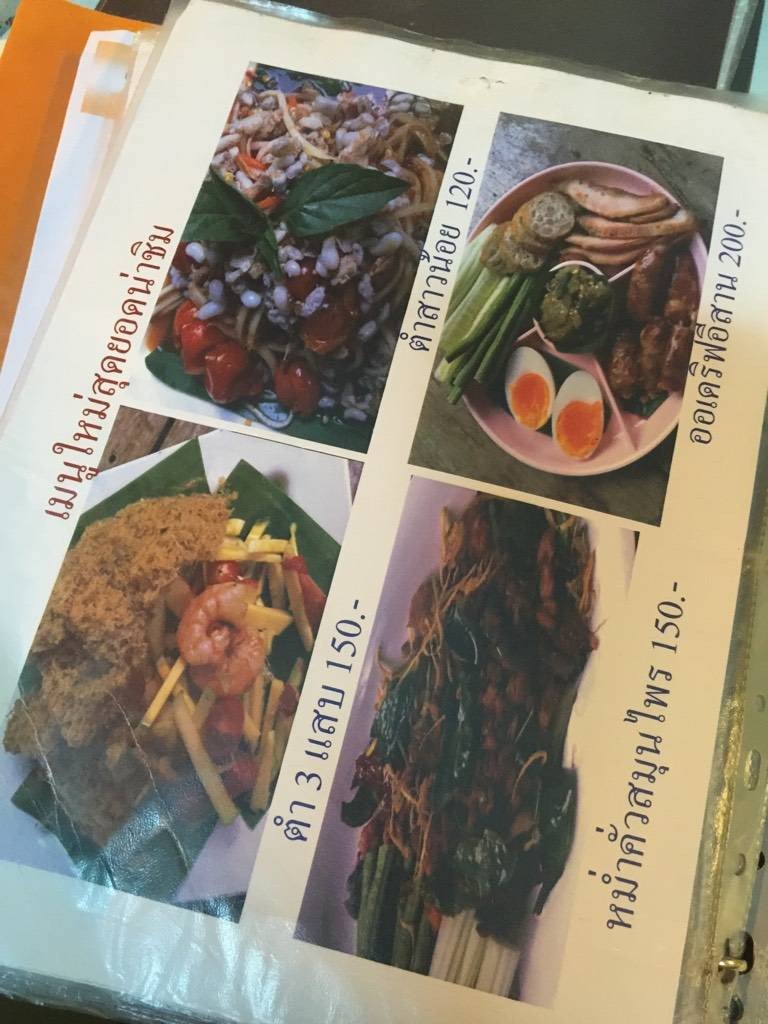 เมนูใหม่สุดยอดน่าชิม
ตำสาวน้อย 120.-
ออเดริฟอีสาน 200.-
ตำ 3 แสบ 150.-
หม่ำคั่วสมุนไพร 150.-